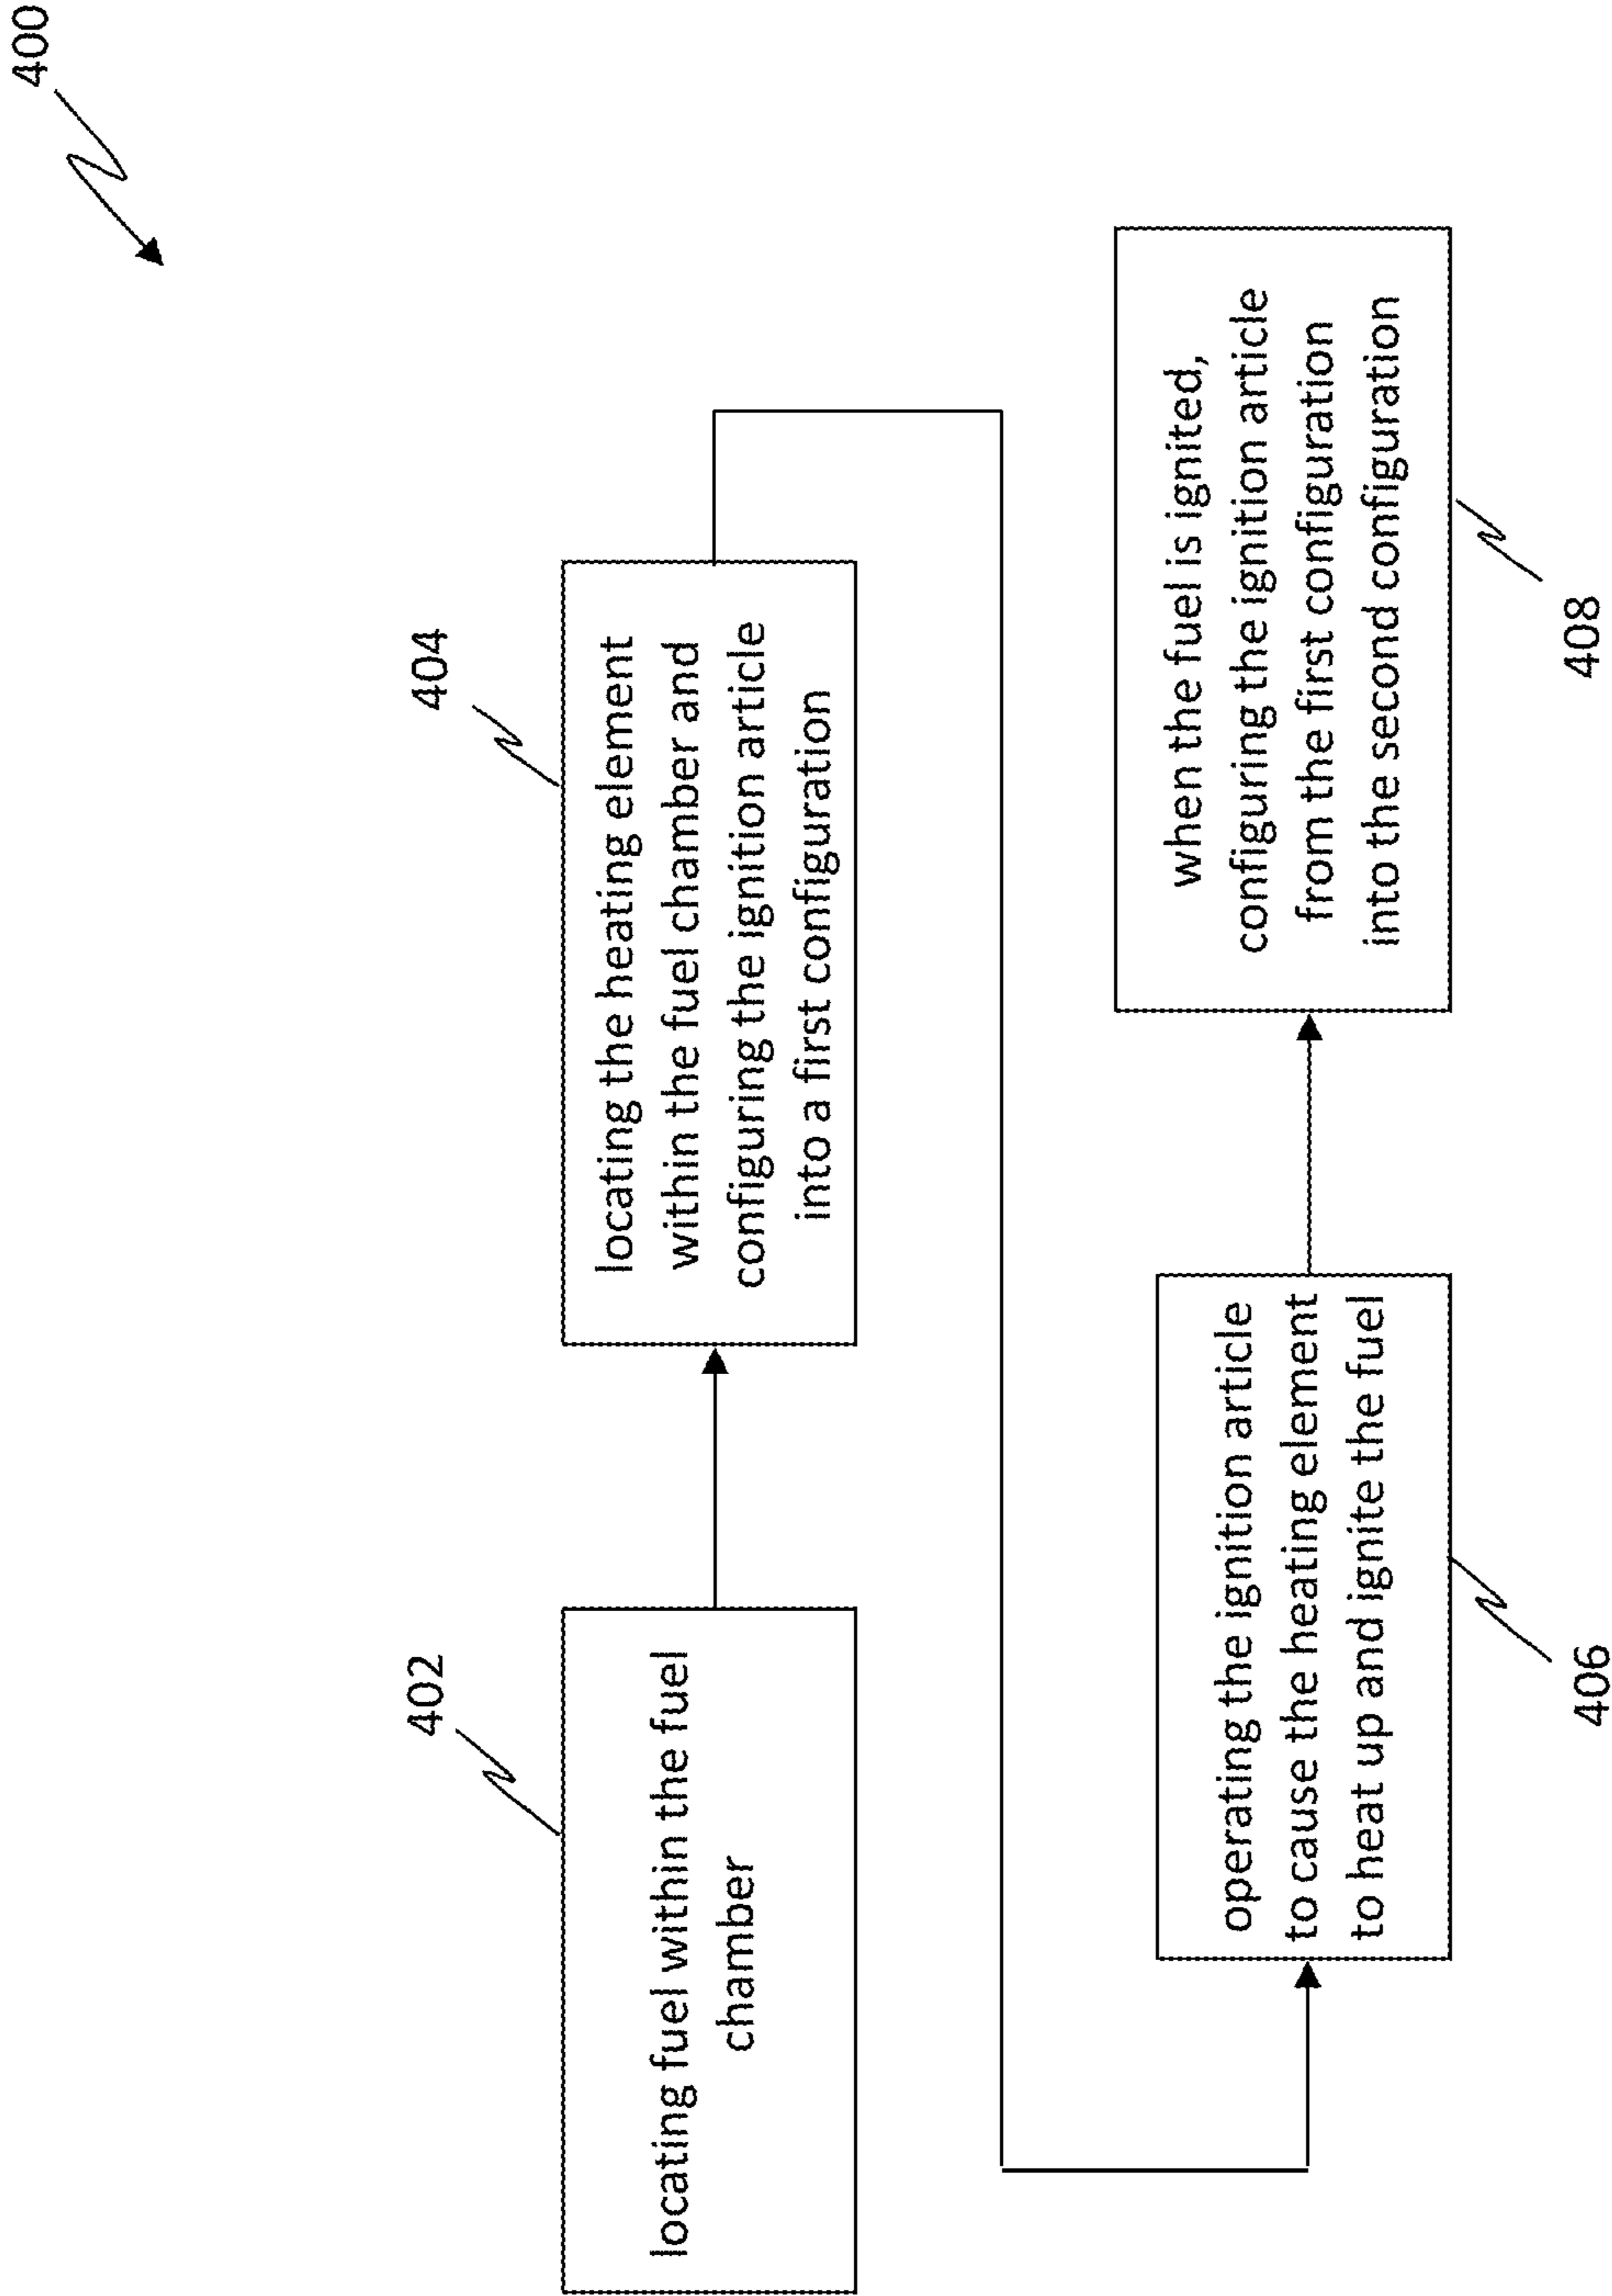 400
402
locating fuel within the fuel
chamber
404
locating the heating element
within the fuel chamber and
configuring the ignition article
into a first configuration
operating the ignition article
to cause the heating element
to heat up and ignite the fuel
406
when the fuel is ignited,
configuring the ignition article
from the first configuration
into the second configuration
408